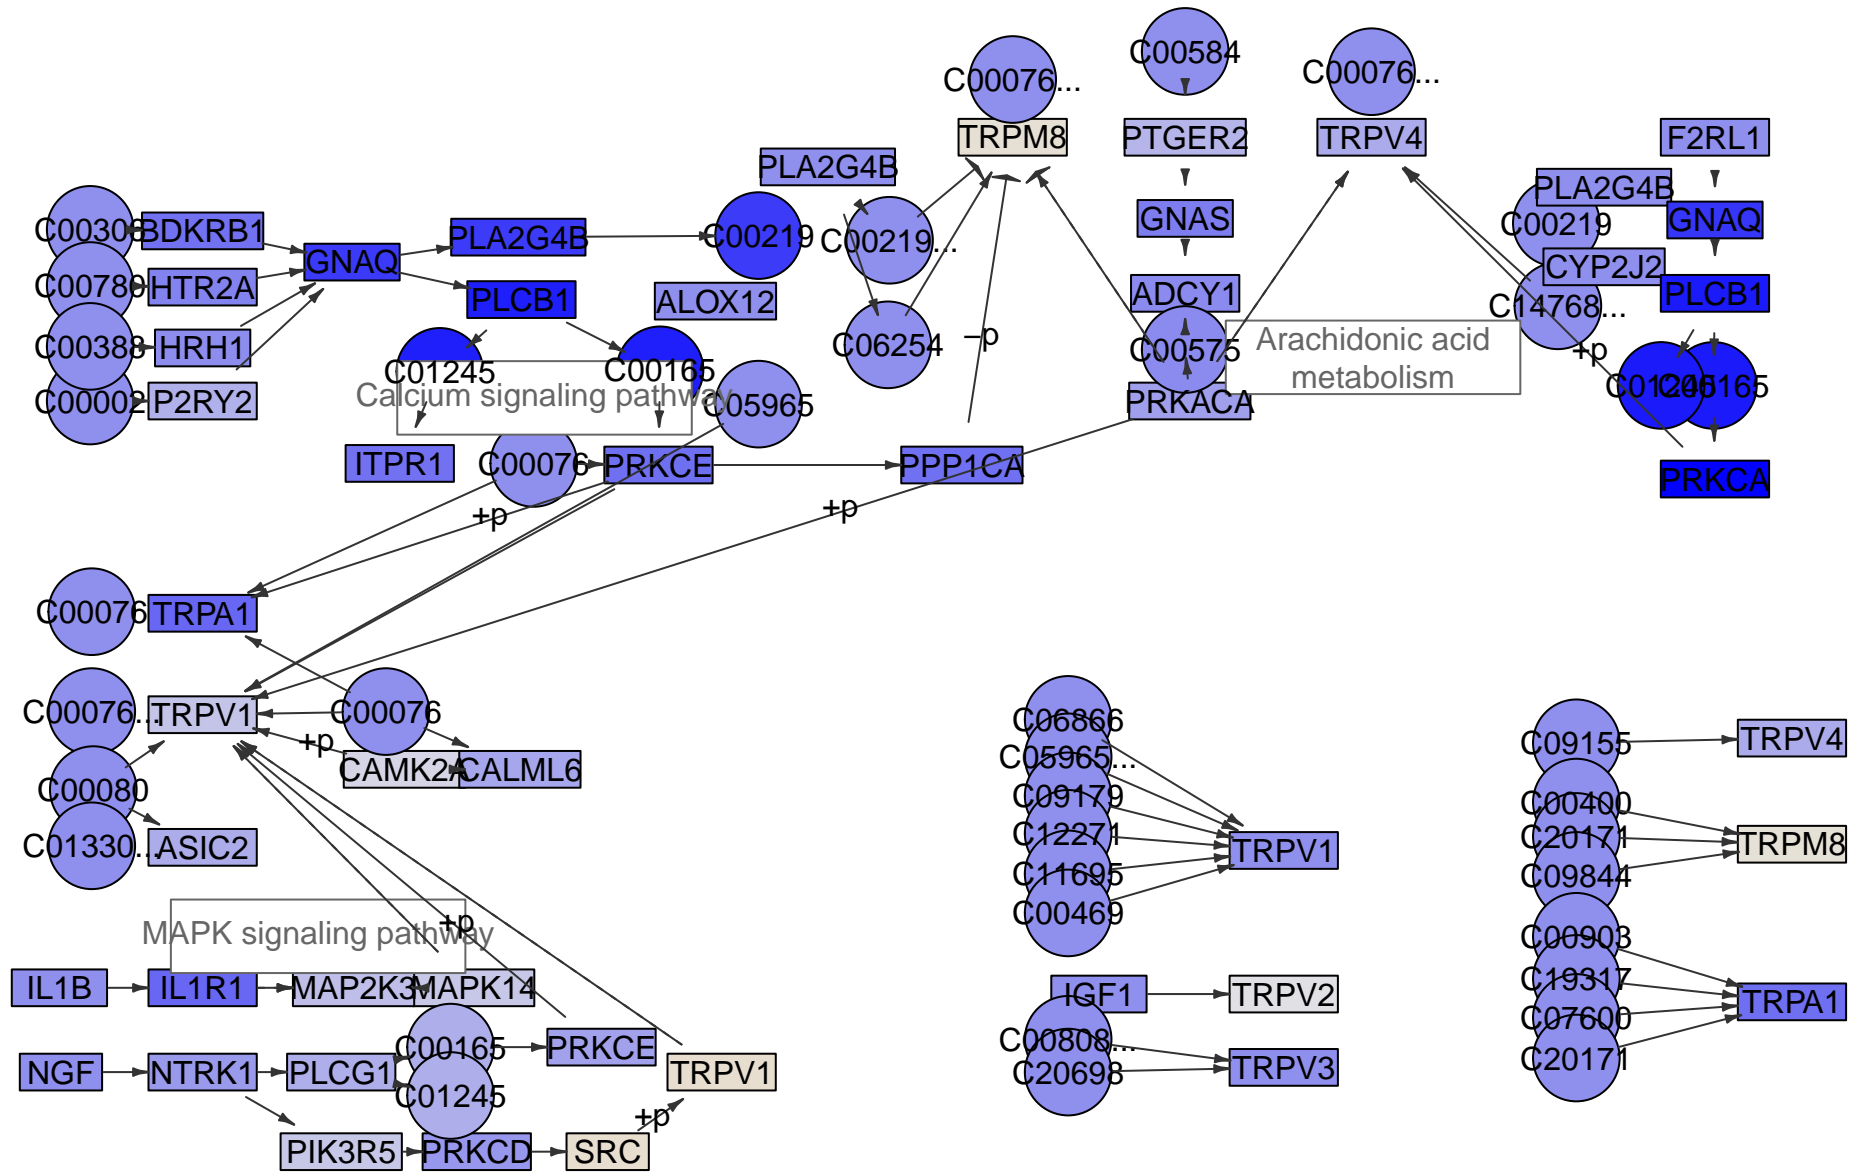 C00584
C00076...
C00076...
TRPM8
PTGER2
TRPV4
F2RL1
PLA2G4B
PLA2G4B
C00219
GNAS
GNAQ
BDKRB1
PLA2G4B
C00219
C00219...
GNAQ
CYP2J2
C00780
HTR2A
PLCB1
ALOX12
ADCY1
C14768...
PLCB1
C00388
HRH1
C06254
–p
C00575
Arachidonic acid
metabolism
+p
C01245
C00165
Calcium signaling pathway
C00002
P2RY2
C05965
PRKACA
C01245
C00165
ITPR1
C00076
PRKCE
PPP1CA
PRKCA
+p
+p
C00076
TRPA1
C00076...
TRPV1
C00076
+p
CAMK2A
CALML6
C00080
C01330...
ASIC2
C06866
C05965...
C09179
C12271
C11695
C00469
TRPV1
C09155
TRPV4
C00400
C20171
C09844
TRPM8
MAPK signaling pathway
+p
IL1B
IL1R1
MAP2K3
MAPK14
IGF1
TRPV2
C00903
C19317
C07600
C20171
TRPA1
C00165
PRKCE
C00808...
C20698
TRPV3
NGF
NTRK1
PLCG1
C01245
TRPV1
+p
PIK3R5
PRKCD
SRC